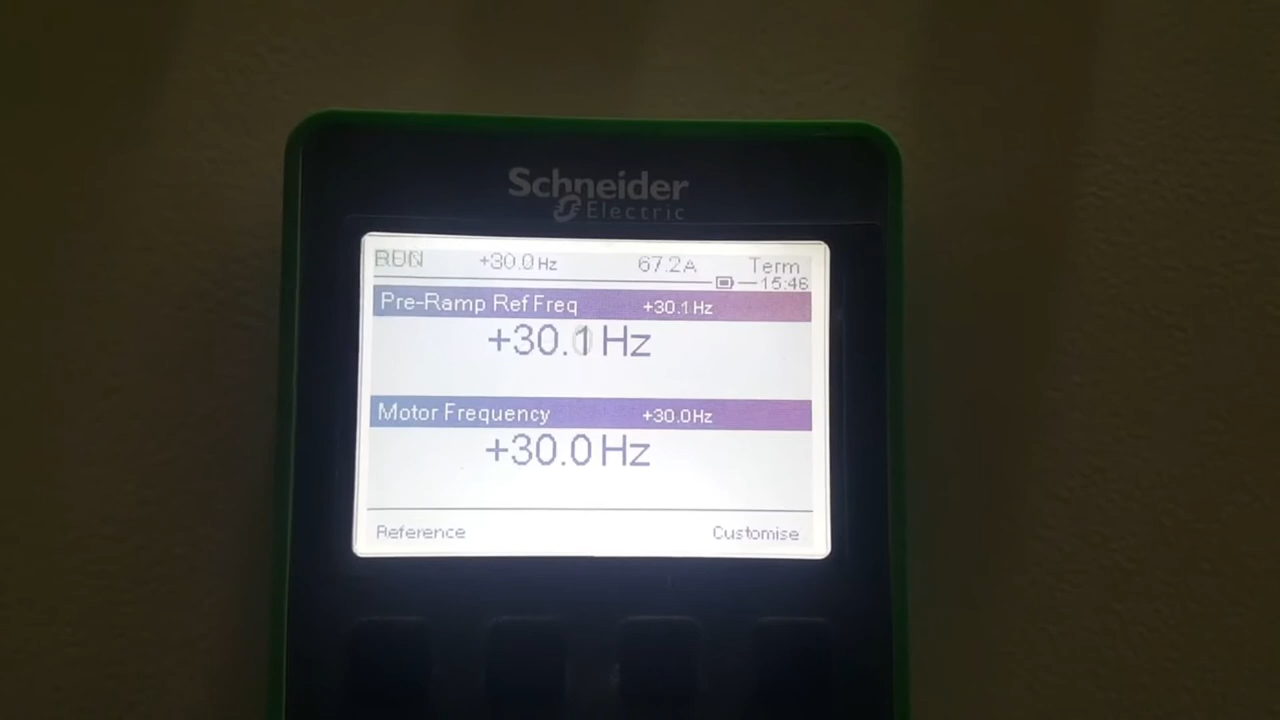 Schneider
Electric
RUN +30.0 Hz 67.2A Term
15:46
Pre-Ramp Ref Freq +30.1 Hz
+30.1 Hz
Motor Frequency +30.0Hz
+30.0 Hz
Reference Customise